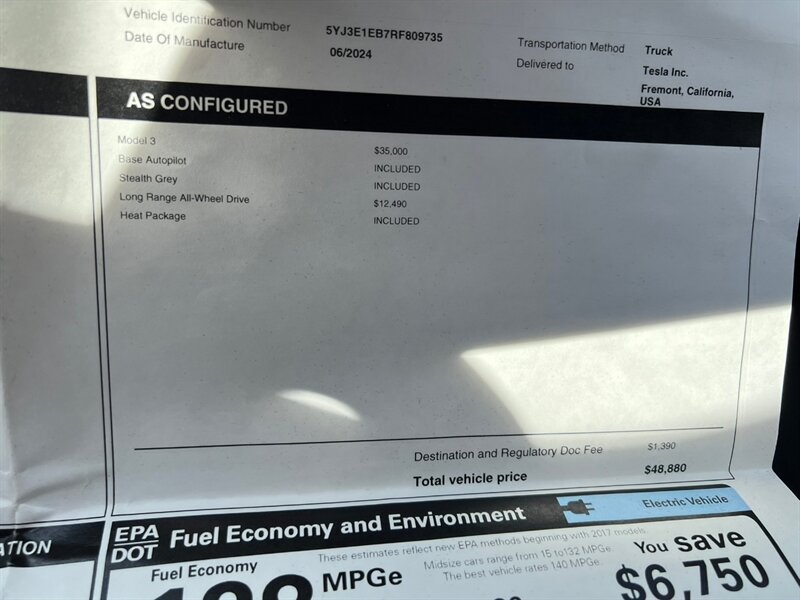 Vehicle Identification Number 5YJ3E1EB7RF809735
Date Of Manufacture 06/2024
Transportation Method Truck
Delivered to Tesla Inc.
Fremont, California,
USA
AS CONFIGURED
Model 3 $35,000
Base Autopilot INCLUDED
Stealth Grey INCLUDED
Long Range All-Wheel Drive $12,490
Heat Package INCLUDED
Destination and Regulatory Doc Fee $1,390
Total vehicle price $48,880
ATION
EPA
DOT
Fuel Economy and Environment
Electric Vehicle
These estimates reflect new EPA methods beginning with 2017 models.
Fuel Economy
MPGe
Midsize cars range from 15 to132 MPGe.
The best vehicle rates 140 MPGe.
You save
$6,750